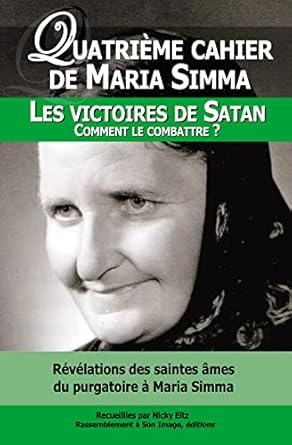 Quatrième cahier
de Maria Simma
Les victoires de Satan
Comment le combattre ?
Révélations des saintes âmes
du purgatoire à Maria Simma
Recueillies par Nicky Eltz
Rassemblement à Son Image, éditions